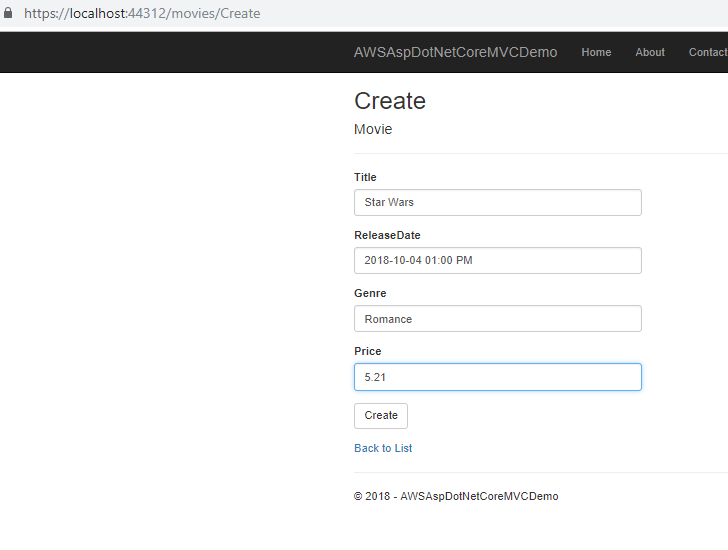 https://localhost:44312/movies/Create
AWSAspDotNetCoreMVCDemo Home About Contact
Create
Movie
Title
Star Wars
ReleaseDate
2018-10-04 01:00 PM
Genre
Romance
Price
5.21
Create
Back to List
© 2018 - AWSAspDotNetCoreMVCDemo